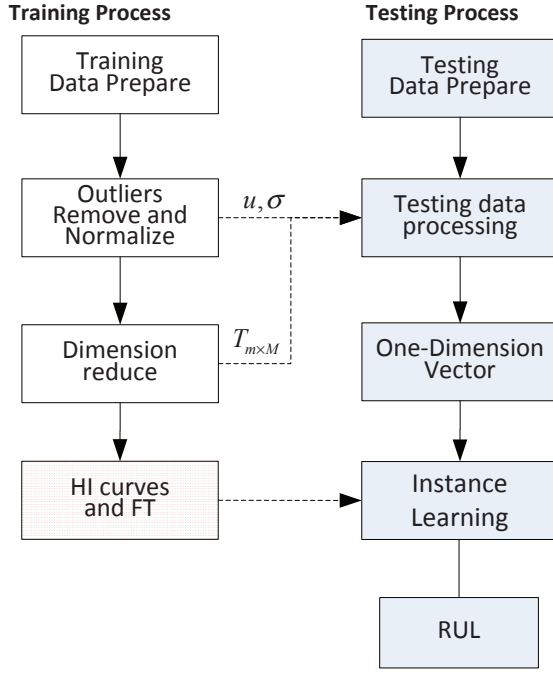 Training Process
Testing Process
Training
Data Prepare
Testing
Data Prepare
Outliers
Remove and
Normalize
u, σ
Testing data
processing
Dimension
reduce
T m×M
One-Dimension
Vector
HI curves
and FT
Instance
Learning
RUL